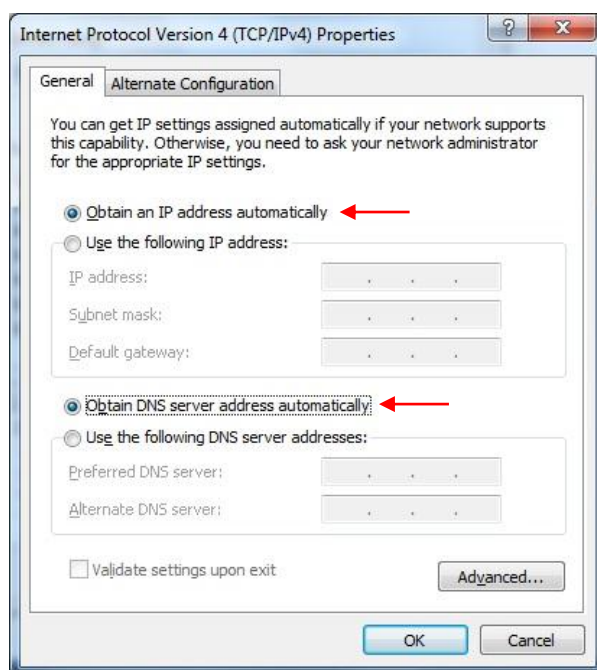 Internet Protocol Version 4 (TCP/IPv4) Properties
General
Alternate Configuration
You can get IP settings assigned automatically if your network supports
this capability. Otherwise, you need to ask your network administrator
for the appropriate IP settings.
Obtain an IP address automatically
Use the following IP address:
IP address:
Subnet mask:
Default gateway:
Obtain DNS server address automatically
Use the following DNS server addresses:
Preferred DNS server:
Alternate DNS server:
Validate settings upon exit
Advanced...
OK
Cancel